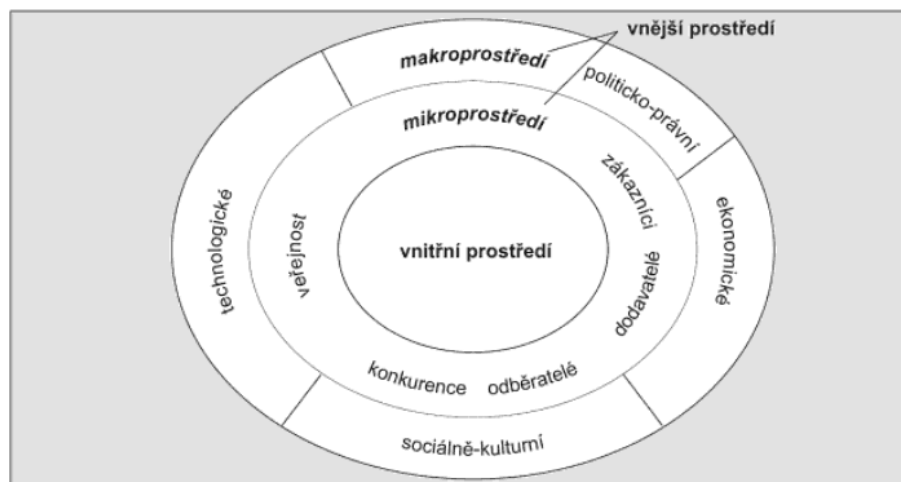 vnější prostředí
makroprostředí
politicko-právní
mikroprostředí
zákazníci
ekonomické
technologické
veřejnost
vnitřní prostředí
dodavatelé
konkurence
odběratelé
sociálně-kulturní